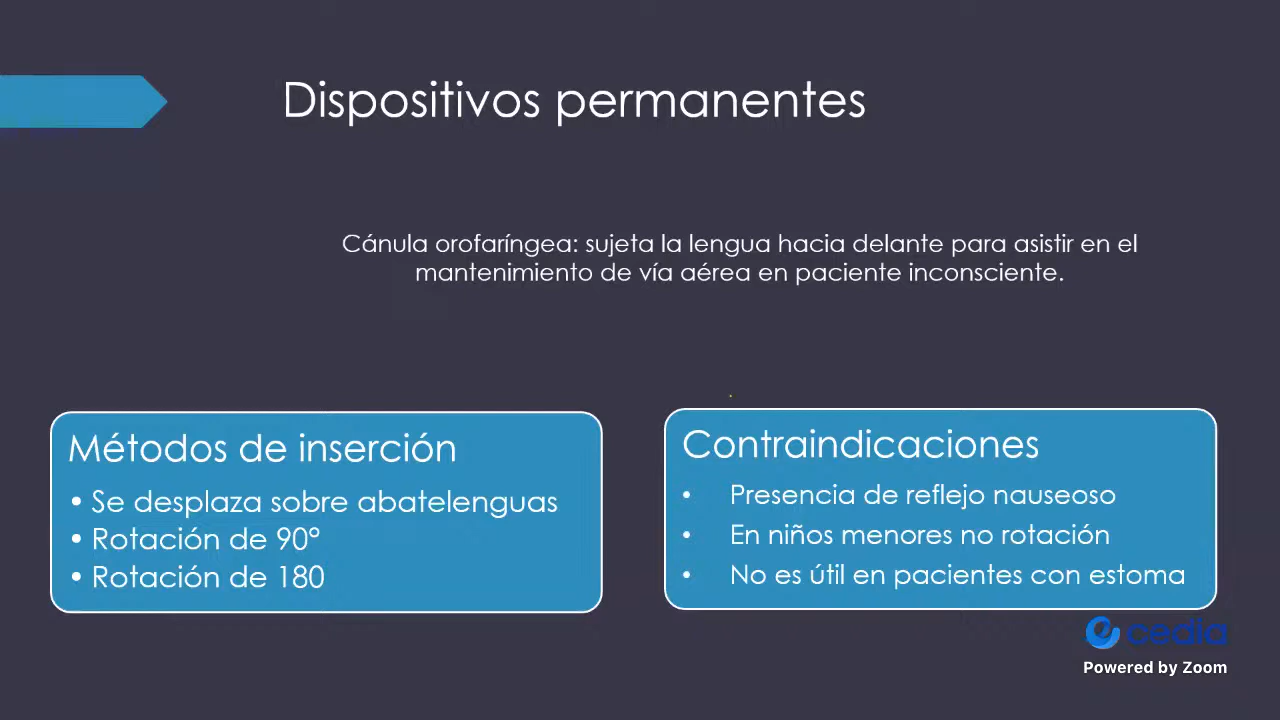 Dispositivos permanentes
Cánula orofaríngea: sujeta la lengua hacia delante para asistir en el
mantenimiento de vía aérea en paciente inconsciente.
Métodos de inserción
• Se desplaza sobre abatelenguas
• Rotación de 90°
• Rotación de 180
Contraindicaciones
• Presencia de reflejo nauseoso
• En niños menores no rotación
• No es útil en pacientes con estoma
cedia
Powered by Zoom